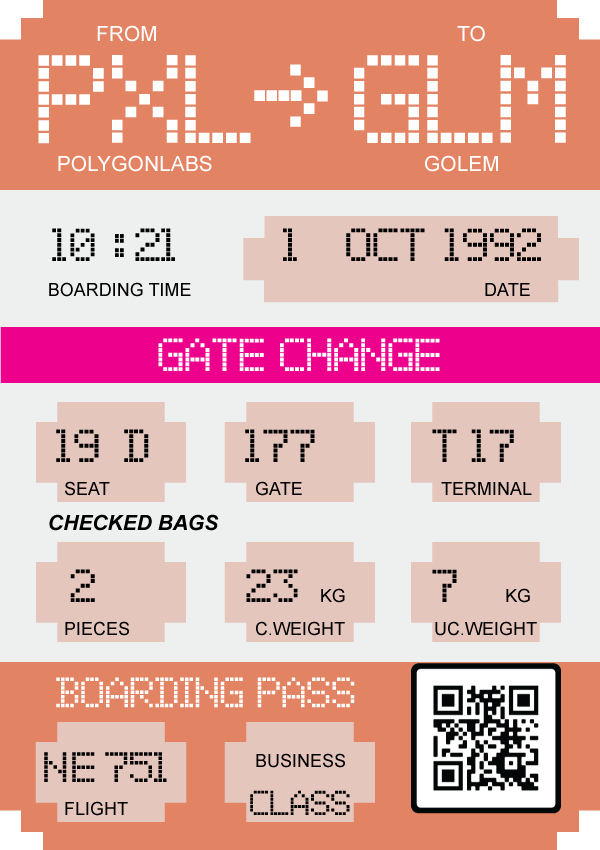 FROM TO
PXL GLM
POLYGONLABS GOLEM
10 :21 1 OCT 1992
BOARDING TIME DATE
GATE CHANGE
19 D 177 T 17
SEAT GATE TERMINAL
CHECKED BAGS
2 23 KG 7 KG
PIECES C.WEIGHT UC.WEIGHT
BOARDING PASS
NE 751 BUSINESS
FLIGHT CLASS